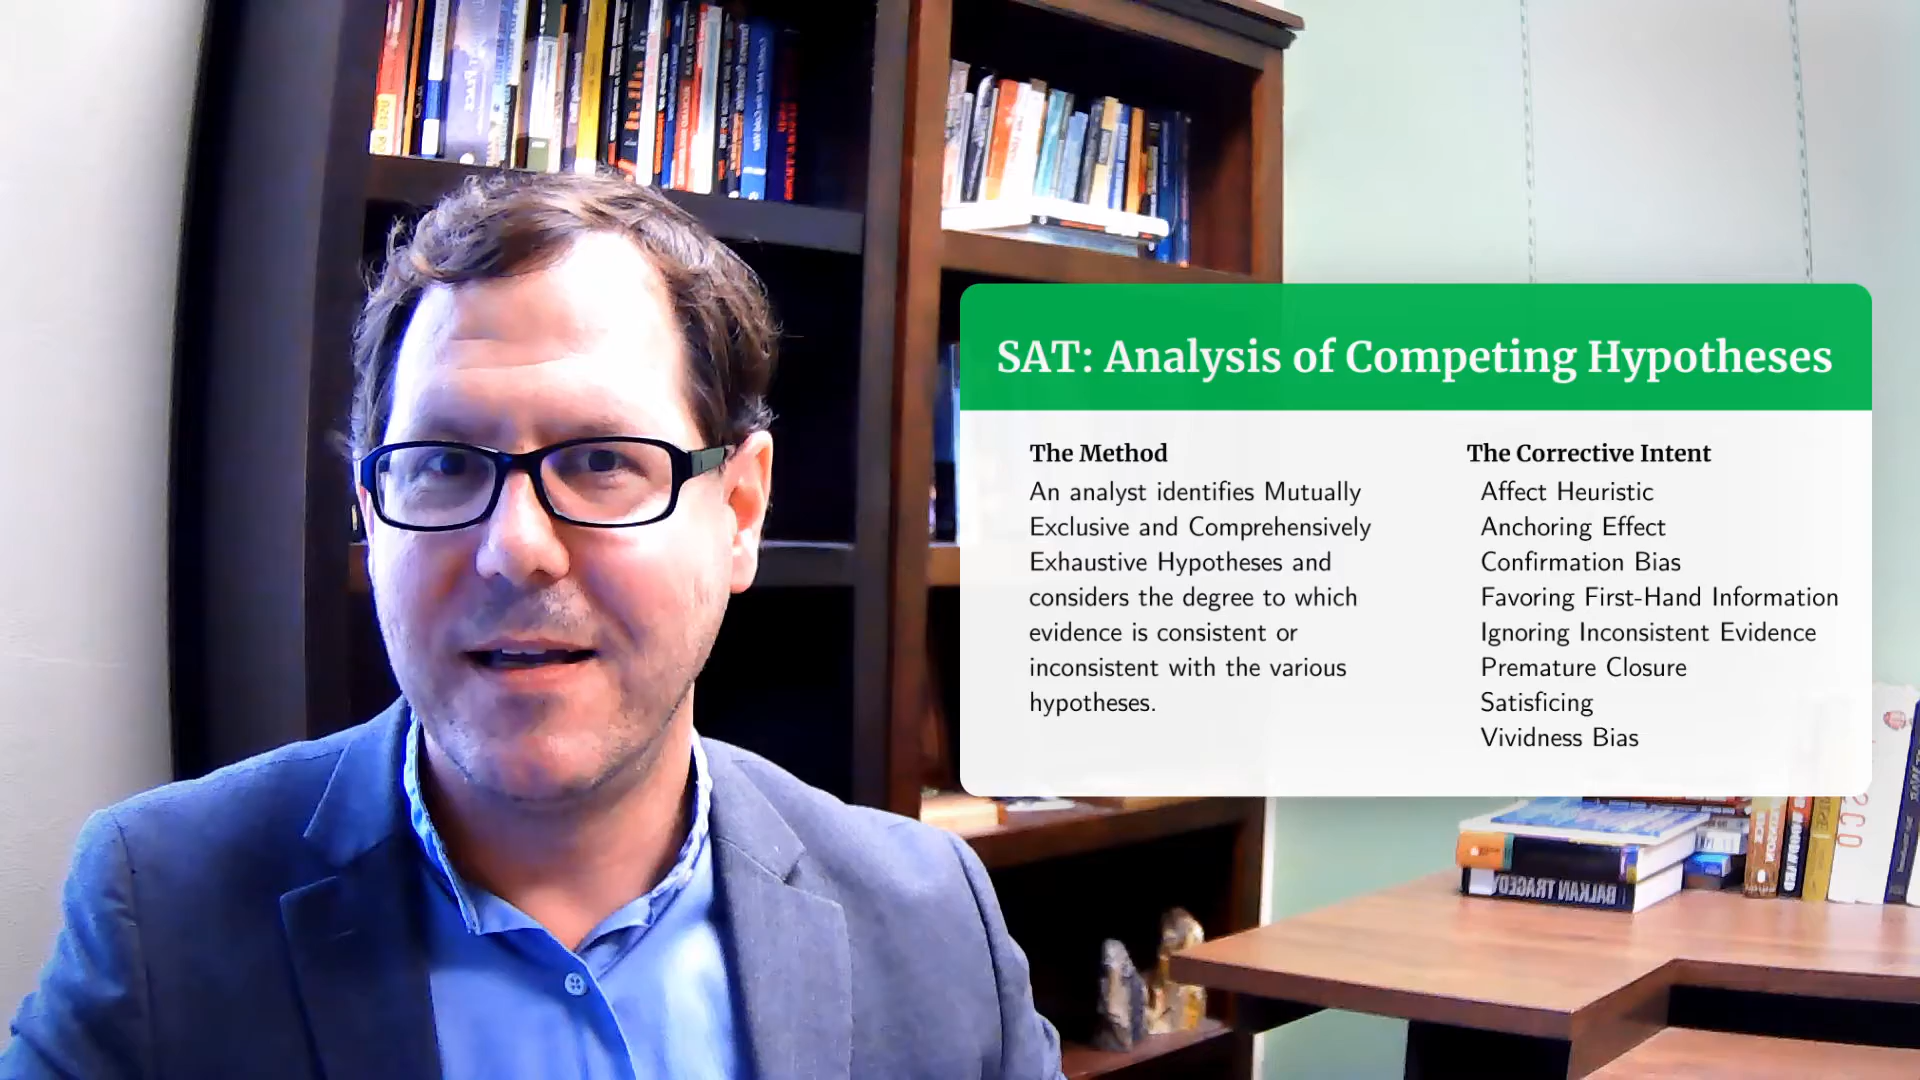 SAT: Analysis of Competing Hypotheses
The Method
An analyst identifies Mutually
Exclusive and Comprehensively
Exhaustive Hypotheses and
considers the degree to which
evidence is consistent or
inconsistent with the various
hypotheses.
The Corrective Intent
Affect Heuristic
Anchoring Effect
Confirmation Bias
Favoring First-Hand Information
Ignoring Inconsistent Evidence
Premature Closure
Satisficing
Vividness Bias
BALKAN TRAGEDY